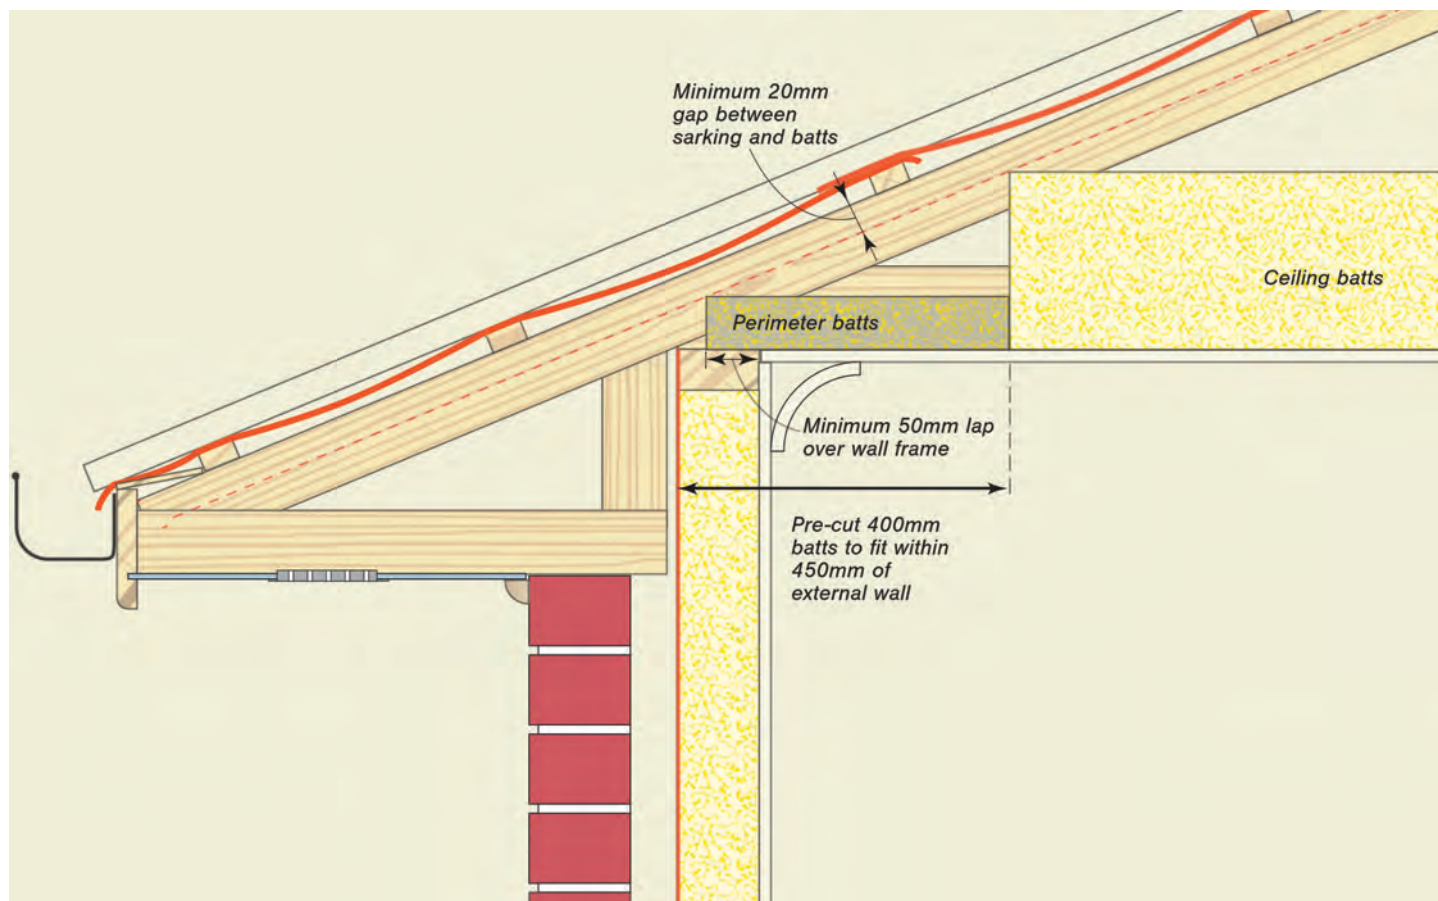 Minimum 20mm
gap between
sarking and batts
Ceiling batts
Perimeter batts
Minimum 50mm lap
over wall frame
Pre-cut 400mm
batts to fit within
450mm of
external wall